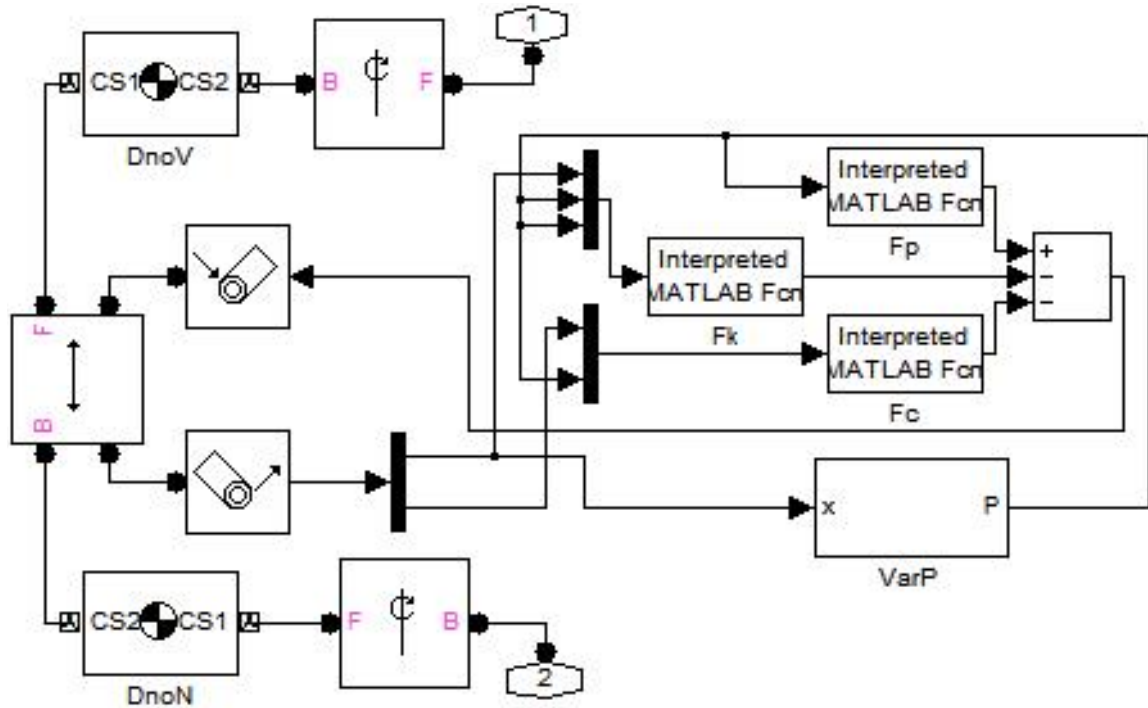 1
CS1 CS2
B F
DnoV
Interpreted
MATLAB Fcn
Fp
Interpreted
MATLAB Fcn
Fk
+
−
−
Interpreted
MATLAB Fcn
Fc
F
B
x P
VarP
CS2 CS1
F B
DnoN
2